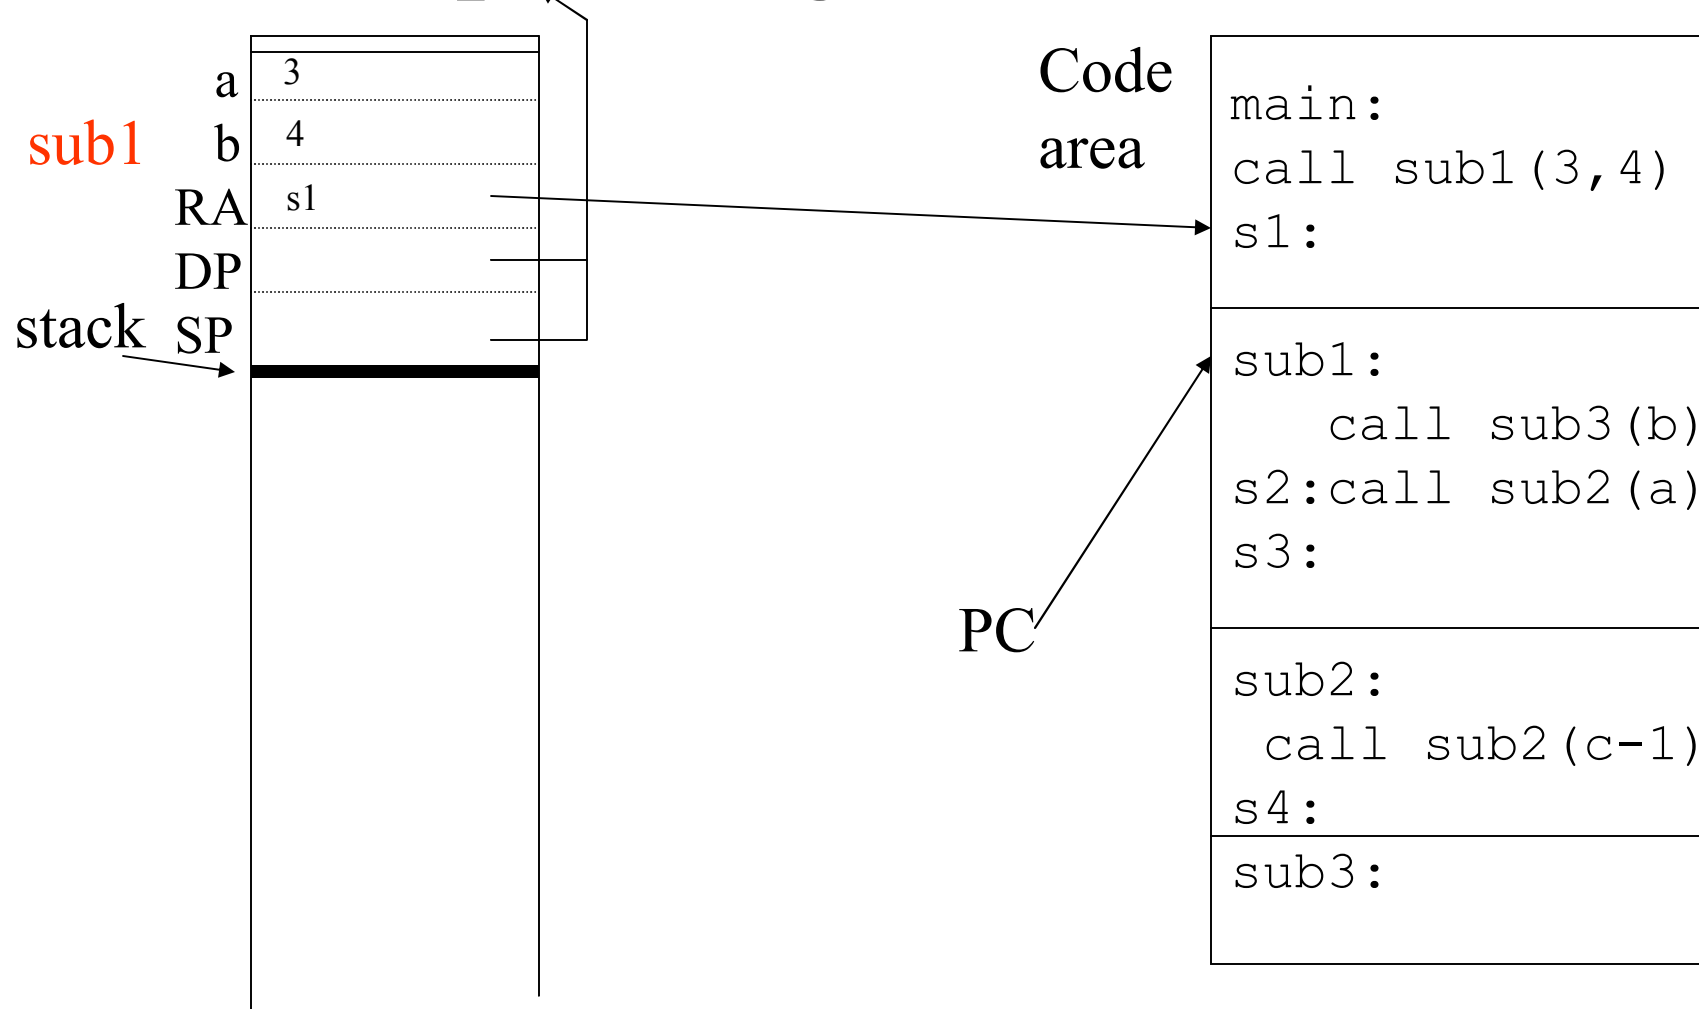 a 3
sub1 b 4
RA s1
DP
stack SP
Code
area
PC
main:
call sub1(3,4)
s1:
sub1:
call sub3(b)
s2:call sub2(a)
s3:
sub2:
call sub2(c-1)
s4:
sub3: